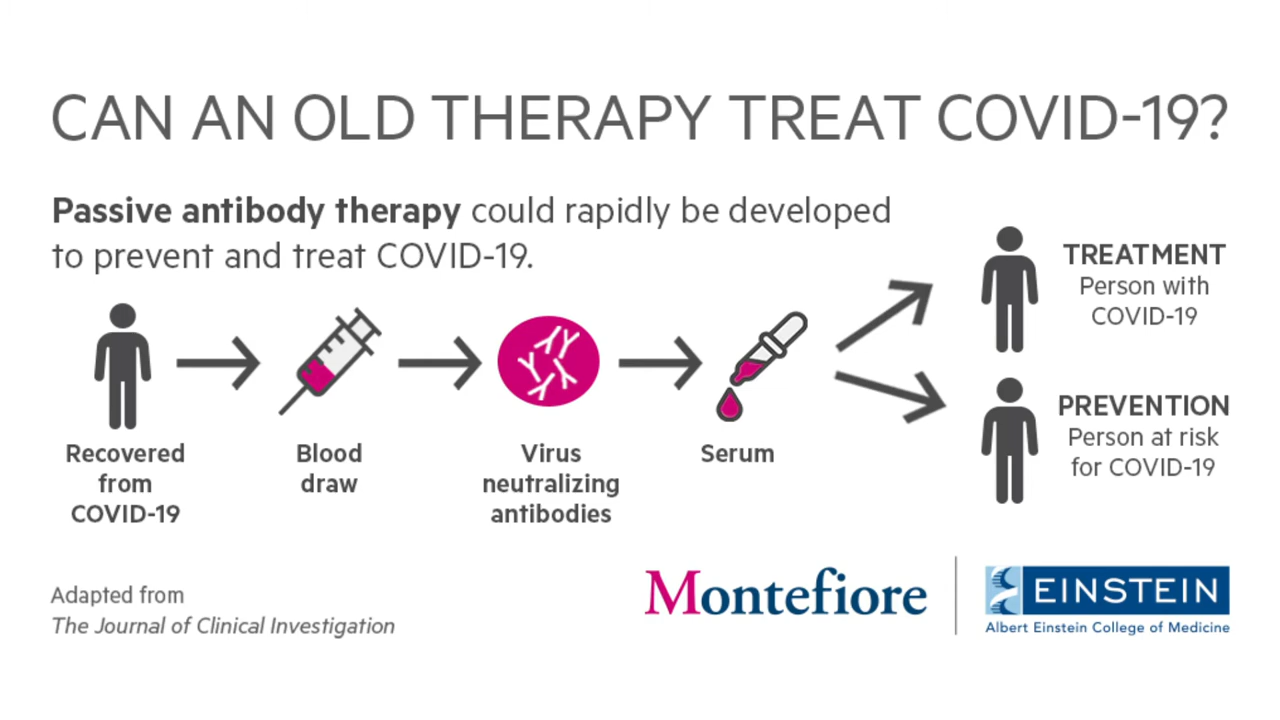 CAN AN OLD THERAPY TREAT COVID-19?
Passive antibody therapy could rapidly be developed
to prevent and treat COVID-19.
Recovered
from
COVID-19
Blood
draw
Virus
neutralizing
antibodies
Serum
TREATMENT
Person with
COVID-19
PREVENTION
Person at risk
for COVID-19
Adapted from
The Journal of Clinical Investigation
Montefiore
EINSTEIN
Albert Einstein College of Medicine